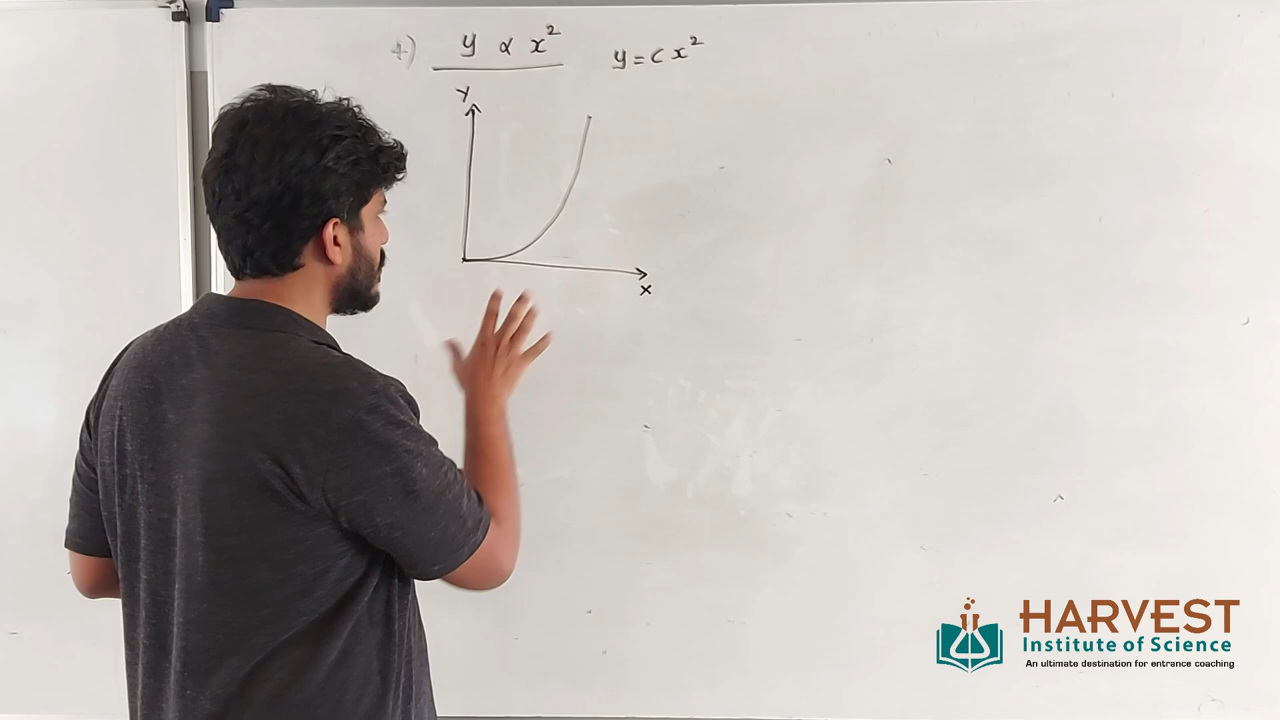 4) y ∝ x² y = c x²
Y
X
HARVEST
Institute of Science
An ultimate destination for entrance coaching